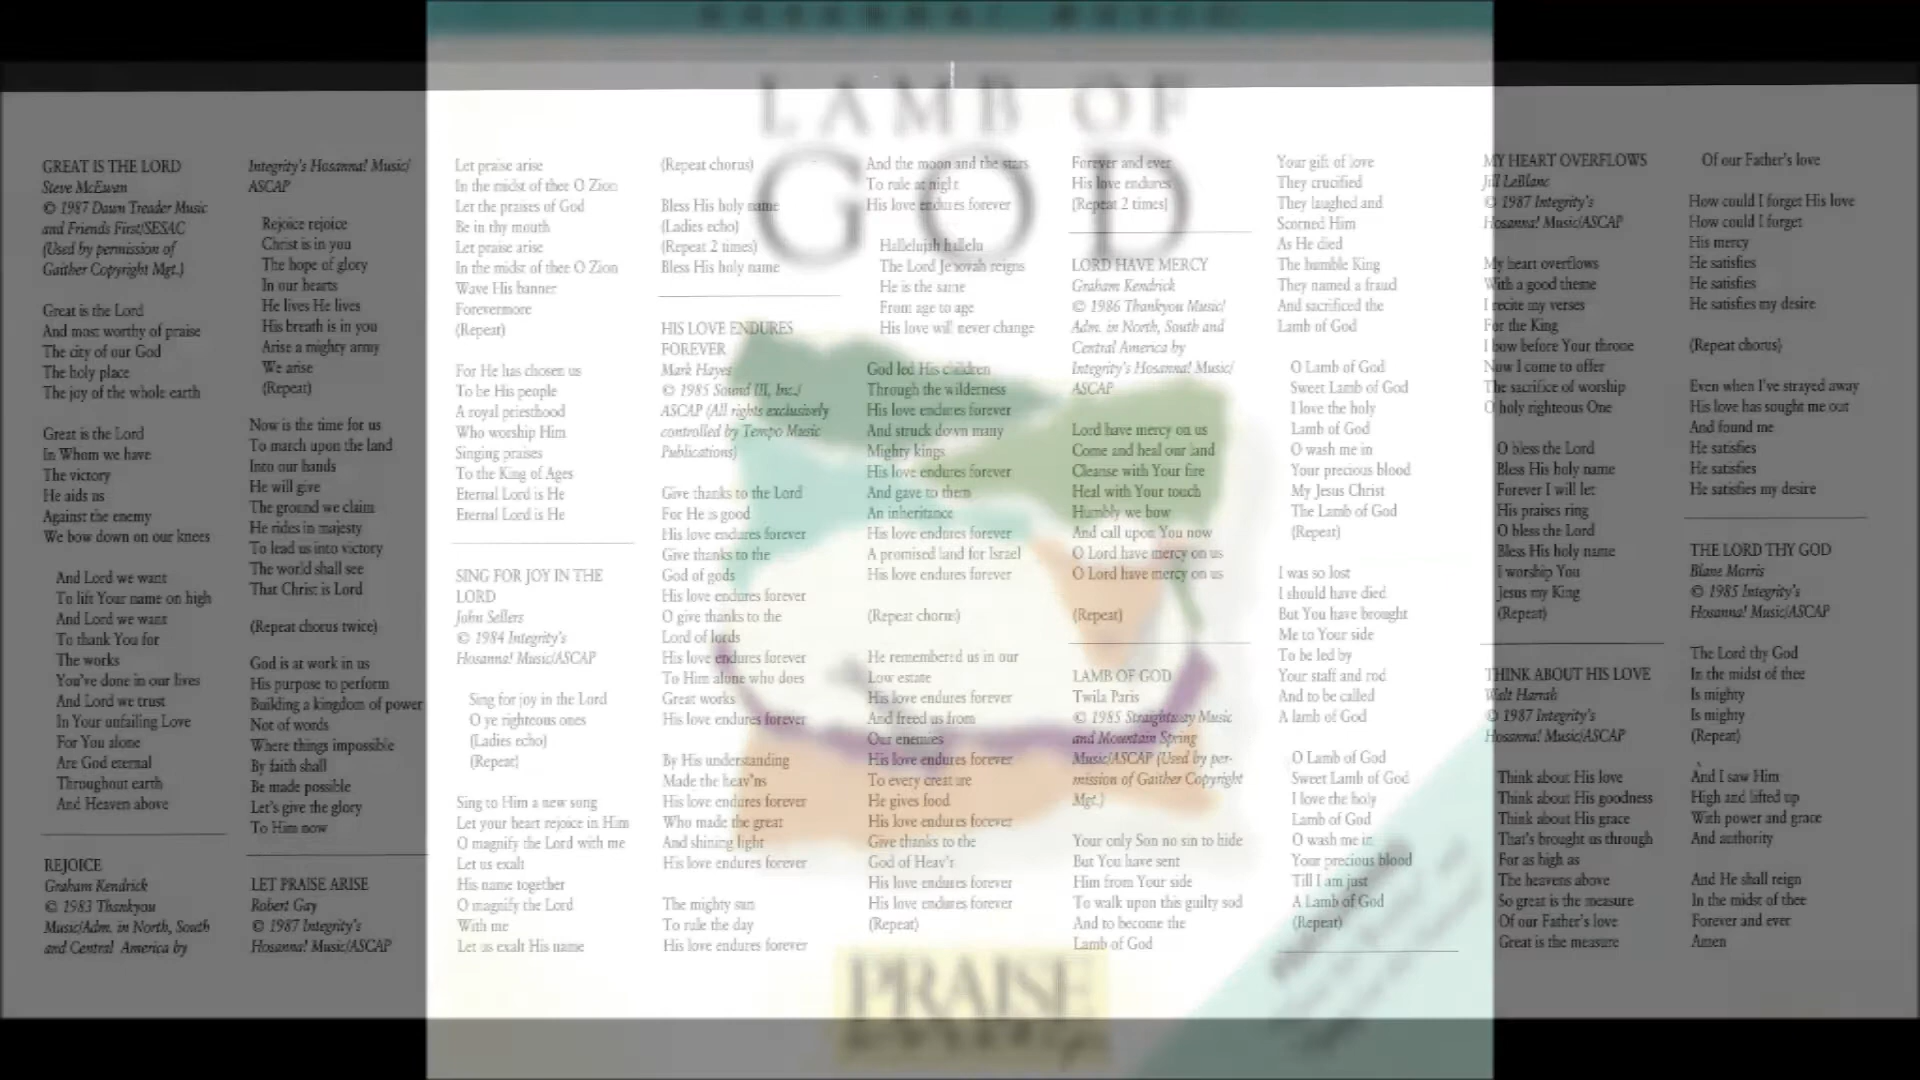 LAMB OF
GOD
GREAT IS THE LORD
Steve McEwan
© 1987 Dawn Treader Music
and Friends First/SESAC
(Used by permission of
Gaither Copyright Mgt.)
Great is the Lord
And most worthy of praise
The city of our God
The holy place
The joy of the whole earth
Great is the Lord
In Whom we have
The victory
He aids us
Against the enemy
We bow down on our knees
And Lord we want
To lift Your name on high
And Lord we want
To thank You for
The works
You've done in our lives
And Lord we trust
In Your unfailing Love
For You alone
Are God eternal
Throughout earth
And Heaven above
REJOICE
Graham Kendrick
© 1983 Thankyou
Music/Adm. in North, South
and Central America by
Integrity's Hosanna! Music/
ASCAP
Rejoice rejoice
Christ is in you
The hope of glory
In our hearts
He lives He lives
His breath is in you
Arise a mighty army
We arise
(Repeat)
Now is the time for us
To march upon the land
Into our hands
He will give
The ground we claim
He rides in majesty
To lead us into victory
The world shall see
That Christ is Lord
(Repeat chorus twice)
God is at work in us
His purpose to perform
Building a kingdom of power
Not of words
Where things impossible
By faith shall
Be made possible
Let's give the glory
To Him now
LET PRAISE ARISE
Robert Gay
© 1987 Integrity's
Hosanna! Music/ASCAP
Let praise arise
In the midst of thee O Zion
Let the praises of God
Be in thy mouth
Let praise arise
In the midst of thee O Zion
Wave His banner
Forevermore
(Repeat)
For He has chosen us
To be His people
A royal priesthood
Who worship Him
Singing praises
To the King of Ages
Eternal Lord is He
Eternal Lord is He
SING FOR JOY IN THE
LORD
John Sellers
© 1984 Integrity's
Hosanna! Music/ASCAP
Sing for joy in the Lord
O ye righteous ones
(Ladies echo)
(Repeat)
Sing to Him a new song
Let your heart rejoice in Him
O magnify the Lord with me
Let us exalt
His name together
O magnify the Lord
With me
Let us exalt His name
(Repeat chorus)
Bless His holy name
(Ladies echo)
(Repeat 2 times)
Bless His holy name
HIS LOVE ENDURES
FOREVER
Mark Hayes
© 1985 Sound III, Inc./
ASCAP (All rights exclusively
controlled by Tempo Music
Publications)
Give thanks to the Lord
For He is good
His love endures forever
Give thanks to the
God of gods
His love endures forever
O give thanks to the
Lord of lords
His love endures forever
To Him alone who does
Great works
His love endures forever
By His understanding
Made the heav'ns
His love endures forever
Who made the great
And shining light
His love endures forever
The mighty sun
To rule the day
His love endures forever
And the moon and the stars
To rule at night
His love endures forever
Hallelujah hallelu
The Lord Jehovah reigns
He is the same
From age to age
His love will never change
God led His children
Through the wilderness
His love endures forever
And struck down many
Mighty kings
His love endures forever
And gave to them
An inheritance
His love endures forever
A promised land for Israel
His love endures forever
(Repeat chorus)
He remembered us in our
Low estate
His love endures forever
And freed us from
Our enemies
His love endures forever
To every creature
He gives food
His love endures forever
Give thanks to the
God of Heav'n
His love endures forever
His love endures forever
(Repeat)
Forever and ever
His love endures
(Repeat 2 times)
LORD HAVE MERCY
Graham Kendrick
© 1986 Thankyou Music/
Adm. in North, South and
Central America by
Integrity's Hosanna! Music/
ASCAP
Lord have mercy on us
Come and heal our land
Cleanse with Your fire
Heal with Your touch
Humbly we bow
And call upon You now
O Lord have mercy on us
O Lord have mercy on us
(Repeat)
LAMB OF GOD
Twila Paris
© 1985 Straightway Music
and Mountain Spring
Music/ASCAP (Used by per-
mission of Gaither Copyright
Mgt.)
Your only Son no sin to hide
But You have sent
Him from Your side
To walk upon this guilty sod
And to become the
Lamb of God
Your gift of love
They crucified
They laughed and
Scorned Him
As He died
The humble King
They named a fraud
And sacrificed the
Lamb of God
O Lamb of God
Sweet Lamb of God
I love the holy
Lamb of God
O wash me in
Your precious blood
My Jesus Christ
The Lamb of God
(Repeat)
I was so lost
I should have died
But You have brought
Me to Your side
To be led by
Your staff and rod
And to be called
A lamb of God
O Lamb of God
Sweet Lamb of God
I love the holy
Lamb of God
O wash me in
Your precious blood
Till I am just
A Lamb of God
(Repeat)
MY HEART OVERFLOWS
Jill LeBlanc
© 1987 Integrity's
Hosanna! Music/ASCAP
My heart overflows
With a good theme
I recite my verses
For the King
I bow before Your throne
Now I come to offer
The sacrifice of worship
O holy righteous One
O bless the Lord
Bless His holy name
Forever I will let
His praises ring
O bless the Lord
Bless His holy name
I worship You
Jesus my King
(Repeat)
THINK ABOUT HIS LOVE
Walt Harrah
© 1987 Integrity's
Hosanna! Music/ASCAP
Think about His love
Think about His goodness
Think about His grace
That's brought us through
For as high as
The heavens above
So great is the measure
Of our Father's love
Great is the measure
Of our Father's love
How could I forget His love
How could I forget
His mercy
He satisfies
He satisfies
He satisfies my desire
(Repeat chorus)
Even when I've strayed away
His love has sought me out
And found me
He satisfies
He satisfies
He satisfies my desire
THE LORD THY GOD
Blane Morris
© 1985 Integrity's
Hosanna! Music/ASCAP
The Lord thy God
In the midst of thee
Is mighty
Is mighty
(Repeat)
And I saw Him
High and lifted up
With power and grace
And authority
And He shall reign
In the midst of thee
Forever and ever
Amen
PRAISE